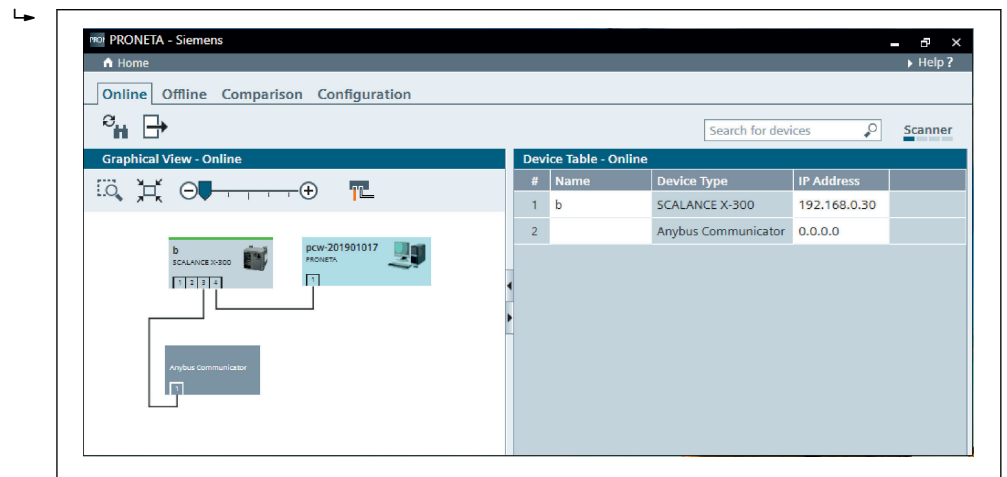 PRONETA - Siemens
Home
Help ?
Online Offline Comparison Configuration
Search for devices
Scanner
Graphical View - Online
Device Table - Online
# Name Device Type IP Address
1 b SCALANCE X-300 192.168.0.30
2 Anybus Communicator 0.0.0.0
b
SCALANCE X-300
1 2 3 4
pcw-201901017
PRONETA
1
Anybus Communicator
1